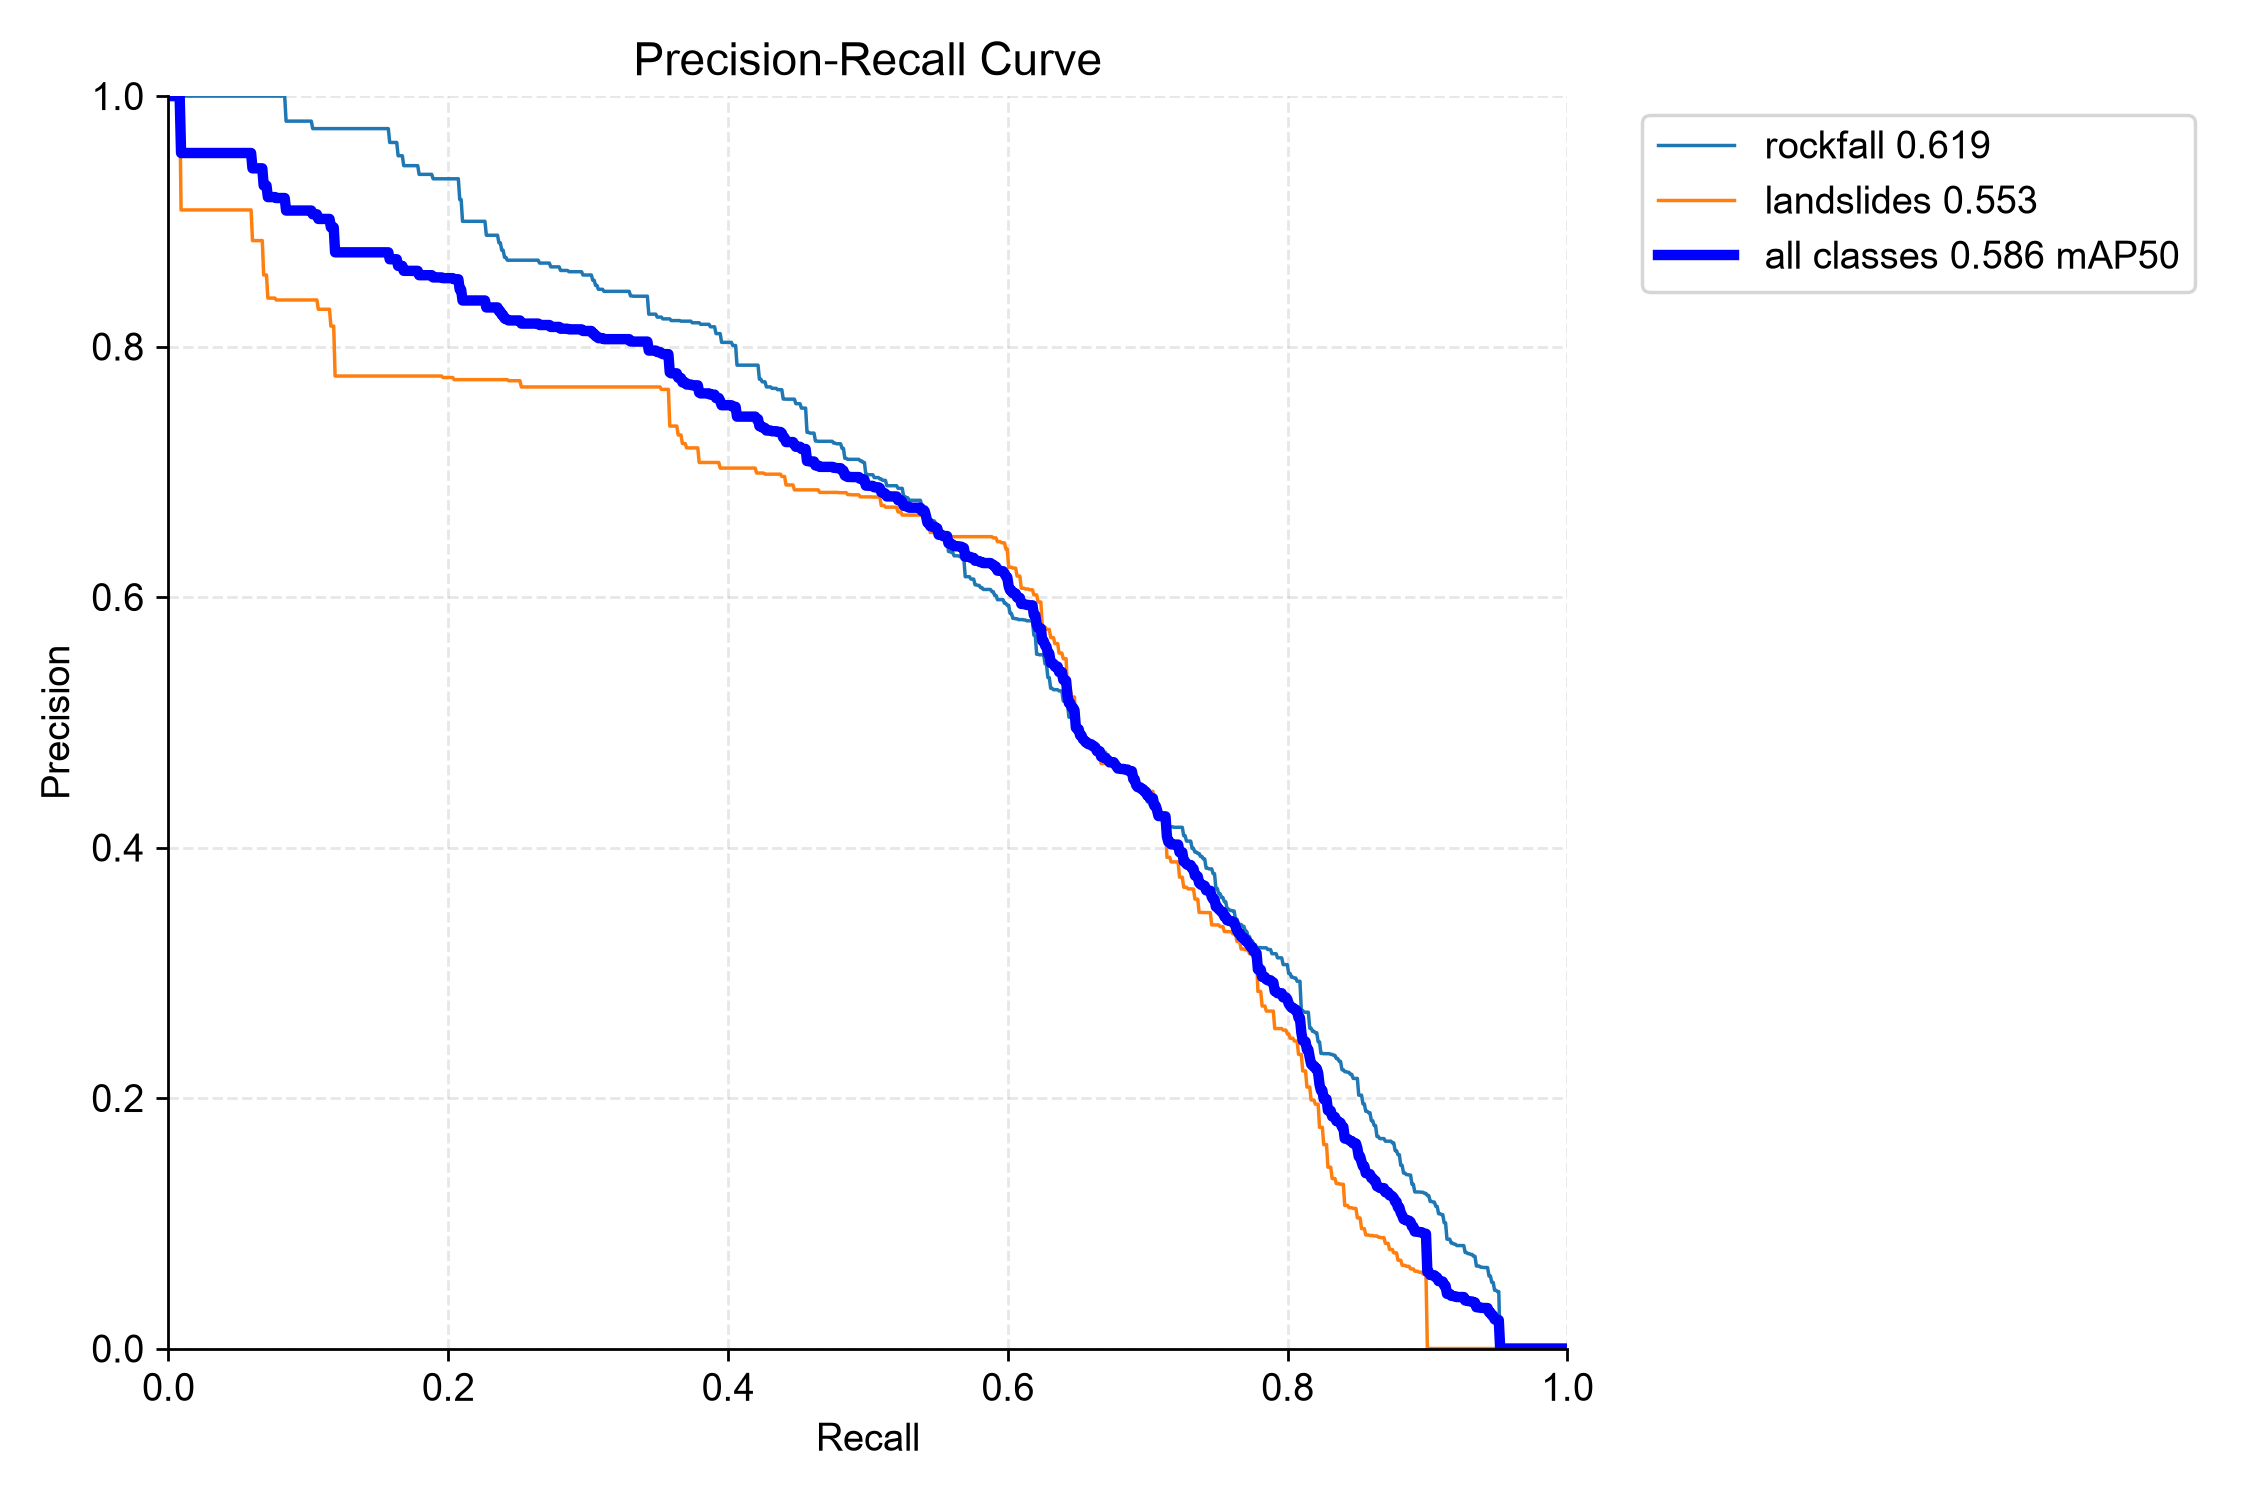 Precision-Recall Curve
1.0
0.8
0.6
0.4
0.2
0.0
Precision
0.0 0.2 0.4 0.6 0.8 1.0
Recall
rockfall 0.619
landslides 0.553
all classes 0.586 mAP50